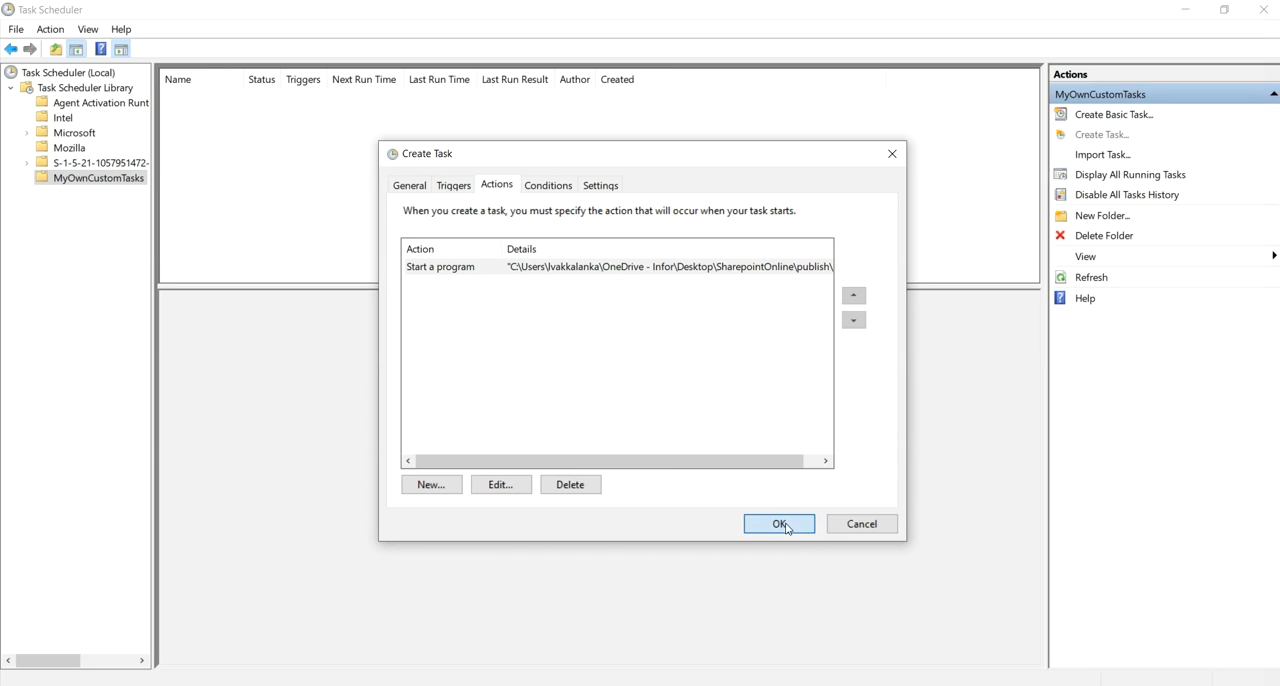 Task Scheduler
File Action View Help
Task Scheduler (Local)
Task Scheduler Library
Agent Activation Runt
Intel
Microsoft
Mozilla
S-1-5-21-1057951472-
MyOwnCustomTasks
Name Status Triggers Next Run Time Last Run Time Last Run Result Author Created
Create Task
General Triggers Actions Conditions Settings
When you create a task, you must specify the action that will occur when your task starts.
Action Details
Start a program "C:\Users\lvakkalanka\OneDrive - Infor\Desktop\SharepointOnline\publish\
New... Edit... Delete
OK Cancel
Actions
MyOwnCustomTasks
Create Basic Task...
Create Task...
Import Task...
Display All Running Tasks
Disable All Tasks History
New Folder...
Delete Folder
View
Refresh
Help